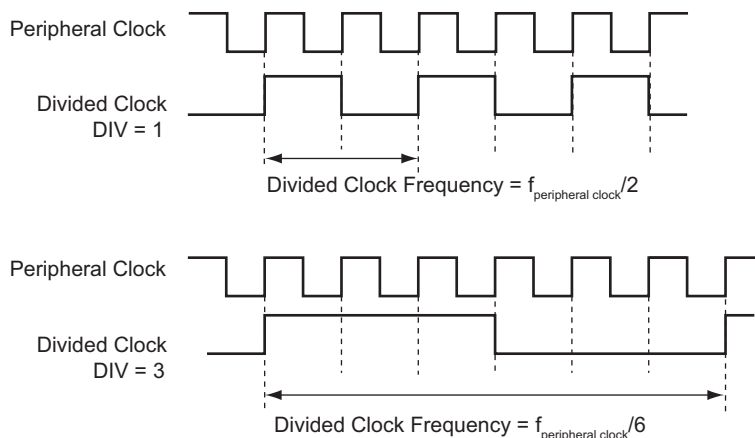 Peripheral Clock
Divided Clock
DIV = 1
Divided Clock Frequency = fperipheral clock/2
Peripheral Clock
Divided Clock
DIV = 3
Divided Clock Frequency = fperipheral clock/6